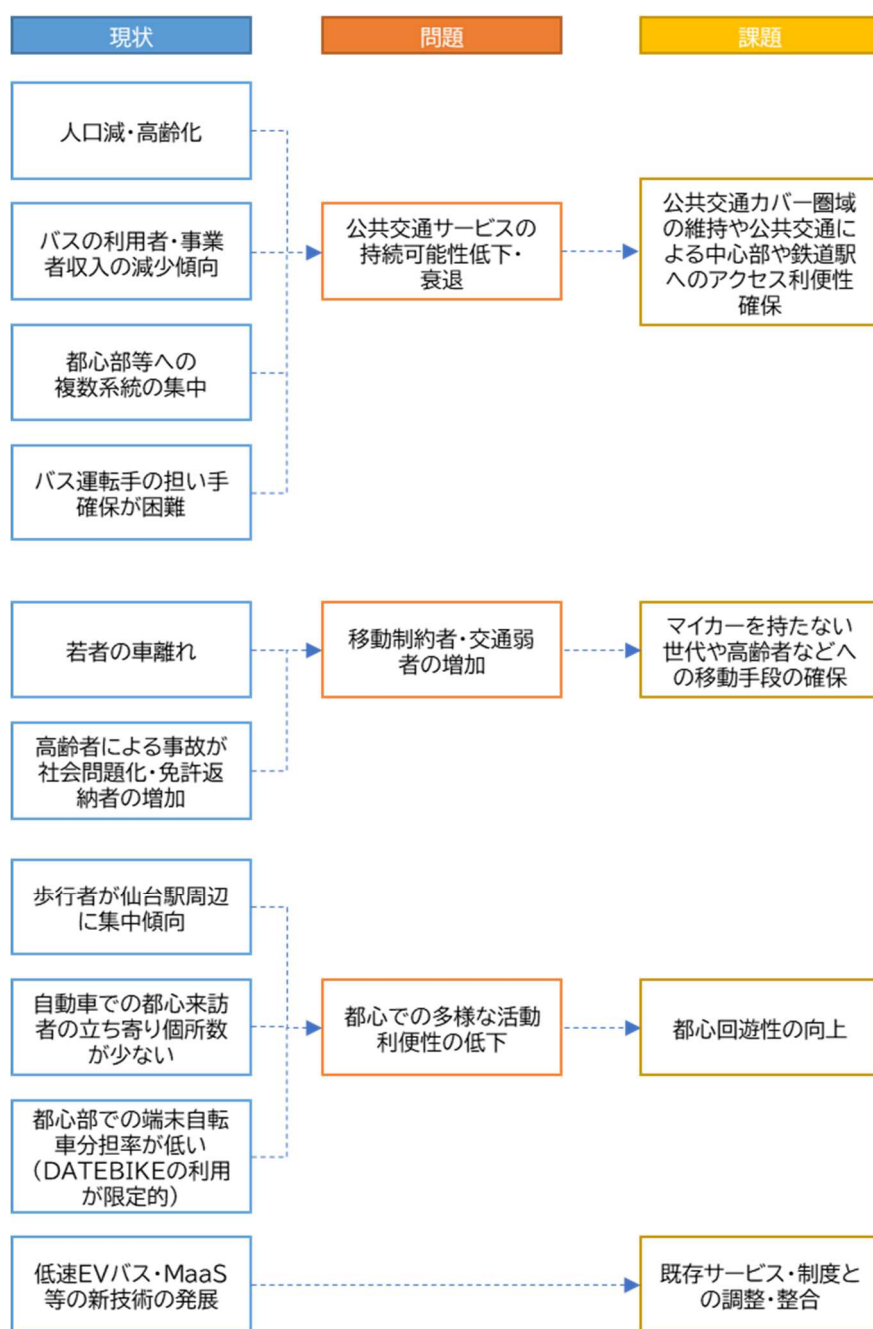 現状
問題
課題
人口減・高齢化
バスの利用者・事業
者収入の減少傾向
都心部等への
複数系統の集中
バス運転手の担い手
確保が困難
公共交通サービスの
持続可能性低下・
衰退
公共交通カバー圏域
の維持や公共交通によ
る中心部や鉄道駅
へのアクセス利便性
確保
若者の車離れ
高齢者による事故が
社会問題化・免許返
納者の増加
移動制約者・交通弱
者の増加
マイカーを持たない
世代や高齢者などへ
の移動手段の確保
歩行者が仙台駅周辺
に集中傾向
自動車での都心来訪
者の立ち寄り個所数
が少ない
都心部での端末自転
車分担率が低い
（DATEBIKEの利用
が限定的）
都心での多様な活動
利便性の低下
都心回遊性の向上
低速EVバス・MaaS
等の新技術の発展
既存サービス・制度と
の調整・整合